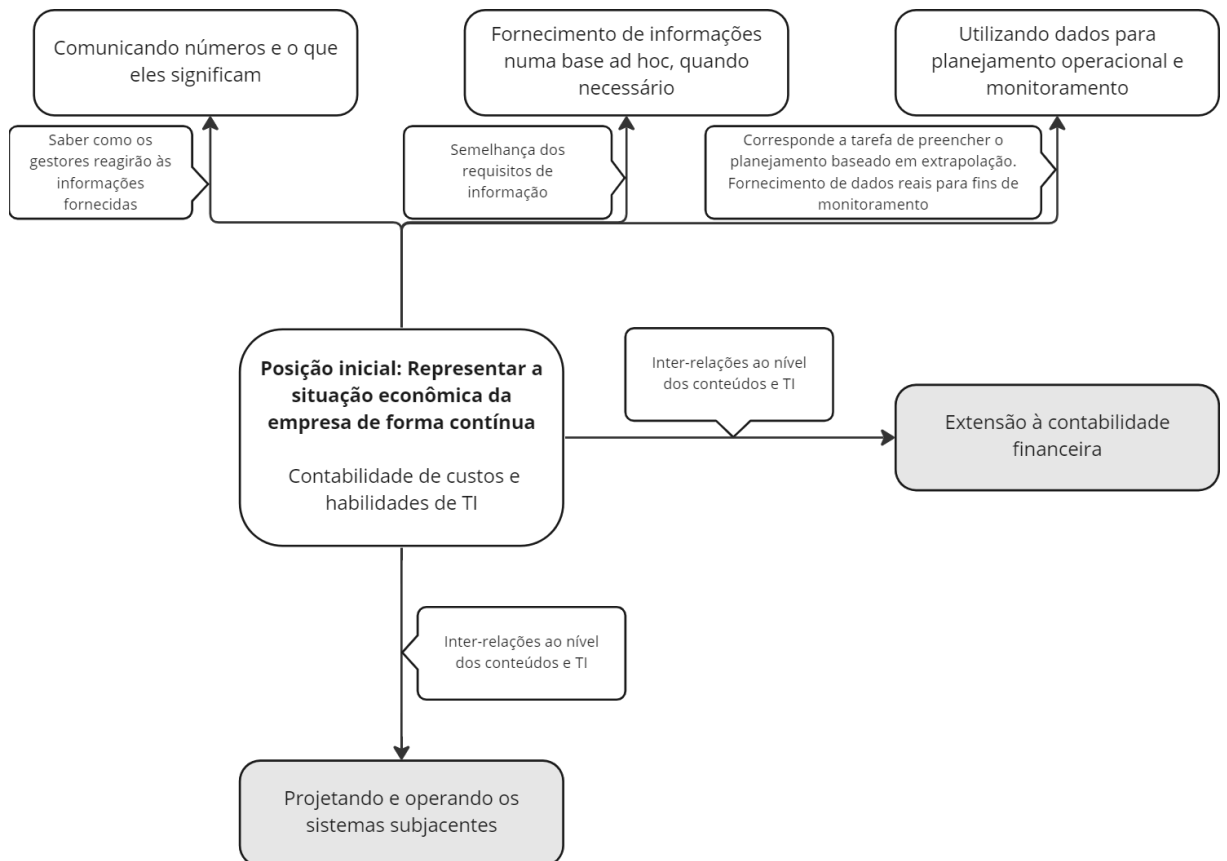 Comunicando números e o que
eles significam
Fornecimento de informações
numa base ad hoc, quando
necessário
Utilizando dados para
planejamento operacional e
monitoramento
Saber como os
gestores reagirão às
informações
fornecidas
Semelhança dos
requisitos de
informação
Corresponde a tarefa de preencher o
planejamento baseado em extrapolação.
Fornecimento de dados reais para fins de
monitoramento
Posição inicial: Representar a
situação econômica da
empresa de forma contínua
Contabilidade de custos e
habilidades de TI
Inter-relações ao nível
dos conteúdos e TI
Extensão à contabilidade
financeira
Inter-relações ao nível
dos conteúdos e TI
Projetando e operando os
sistemas subjacentes